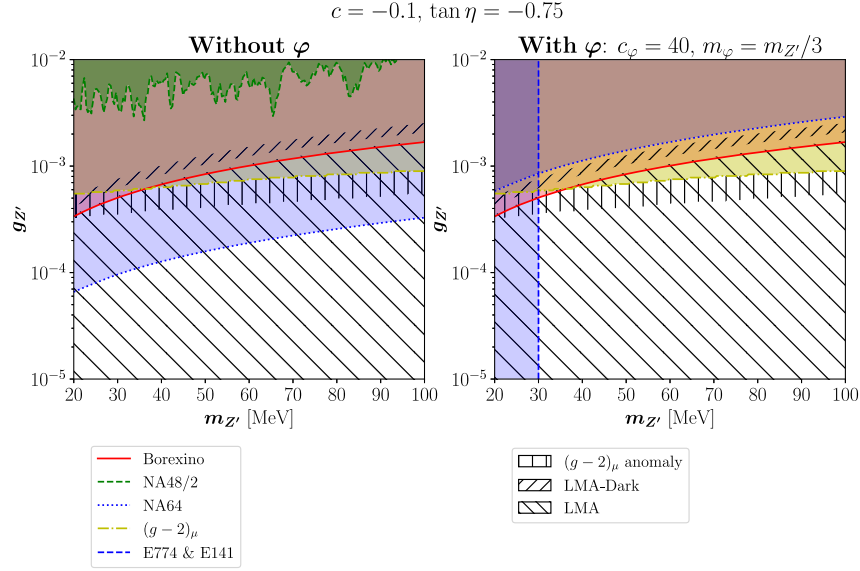 c = −0.1, tan η = −0.75
Without φ
With φ: c_φ = 40, m_φ = m_Z′/3
10^−2
10^−3
10^−4
10^−5
g_Z′
20 30 40 50 60 70 80 90 100
m_Z′ [MeV]
10^−2
10^−3
10^−4
10^−5
g_Z′
20 30 40 50 60 70 80 90 100
m_Z′ [MeV]
Borexino
NA48/2
NA64
(g − 2)_μ
E774 & E141
(g − 2)_μ anomaly
LMA-Dark
LMA